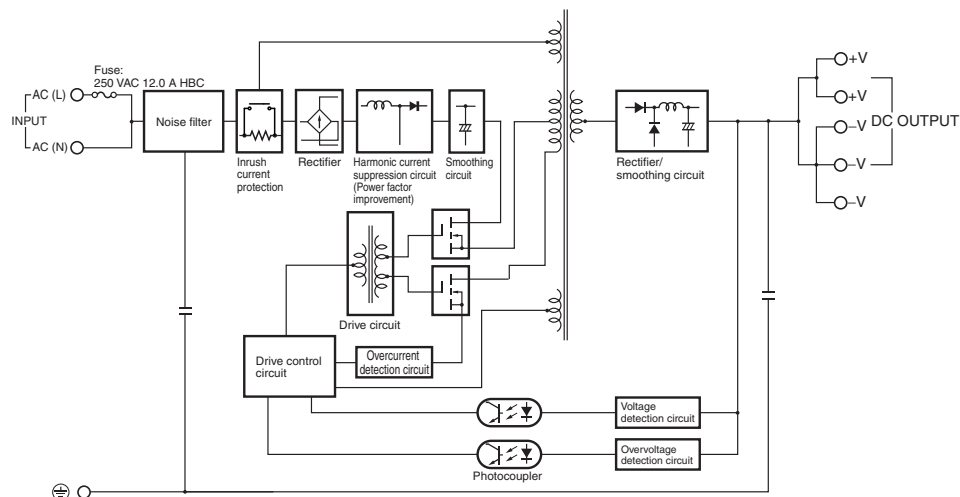 Fuse:
250 VAC 12.0 A HBC
AC (L)
INPUT
AC (N)
Noise filter
Inrush
current
protection
Rectifier
Harmonic current
suppression circuit
(Power factor
improvement)
Smoothing
circuit
Rectifier/
smoothing circuit
+V
+V
DC OUTPUT
–V
–V
–V
Drive circuit
Drive control
circuit
Overcurrent
detection circuit
Voltage
detection circuit
Overvoltage
detection circuit
Photocoupler